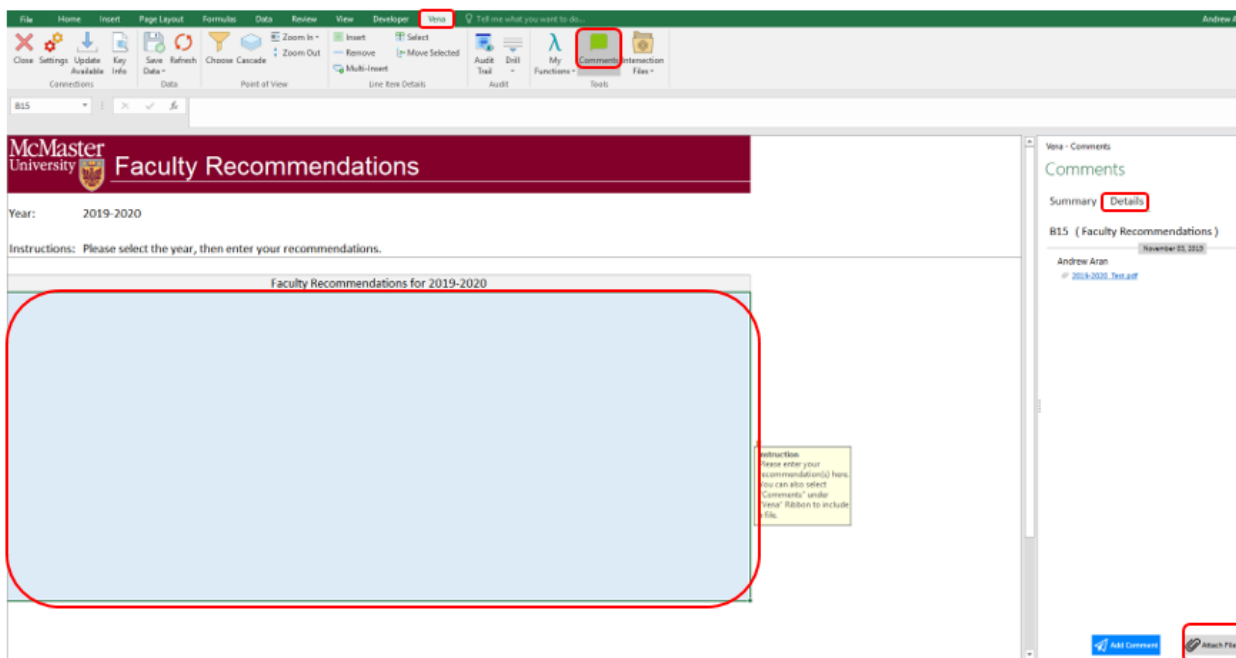 File Home Insert Page Layout Formulas Data Review View Developer Vena Tell me what you want to do... Andrew A
Close Settings Update Available Key Info Save Data Refresh Choose Cascade Zoom In Zoom Out Insert Remove Multi-Insert Select Move Selected Audit Trail Drill My Functions Comments Intersection Files
Connections Data Point of View Line Item Details Audit Tools
B15 fx
McMaster
University
Faculty Recommendations
Year: 2019-2020
Instructions: Please select the year, then enter your recommendations.
Faculty Recommendations for 2019-2020
Instruction
Please enter your
recommendation(s) here.
You can also select
"Comments" under
"Vena" Ribbon to include
a file.
Vena - Comments
Comments
Summary Details
B15 ( Faculty Recommendations )
November 03, 2019
Andrew Aran
2019-2020_Test.pdf
Add Comment Attach File